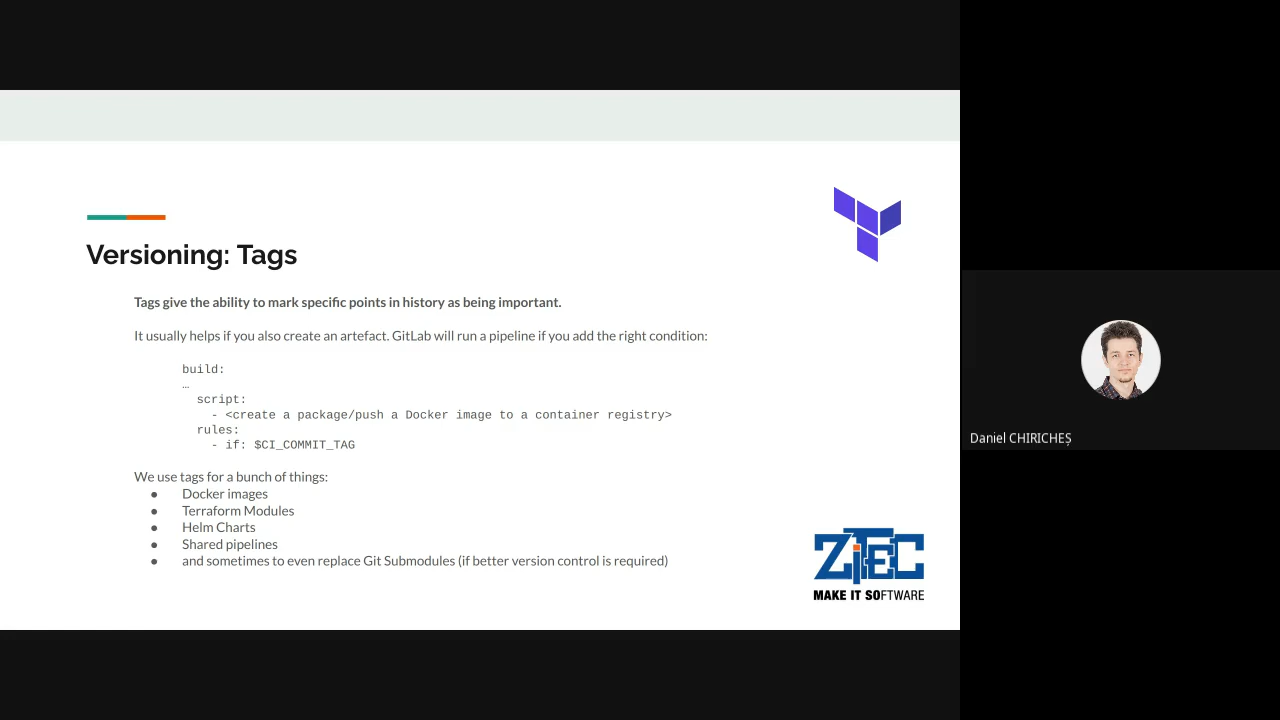 Versioning: Tags
Tags give the ability to mark specific points in history as being important.
It usually helps if you also create an artefact. GitLab will run a pipeline if you add the right condition:
build:
…
script:
- <create a package/push a Docker image to a container registry>
rules:
- if: $CI_COMMIT_TAG
We use tags for a bunch of things:
● Docker images
● Terraform Modules
● Helm Charts
● Shared pipelines
● and sometimes to even replace Git Submodules (if better version control is required)
ZiTEC
MAKE IT SOFTWARE
Daniel CHIRICHEȘ